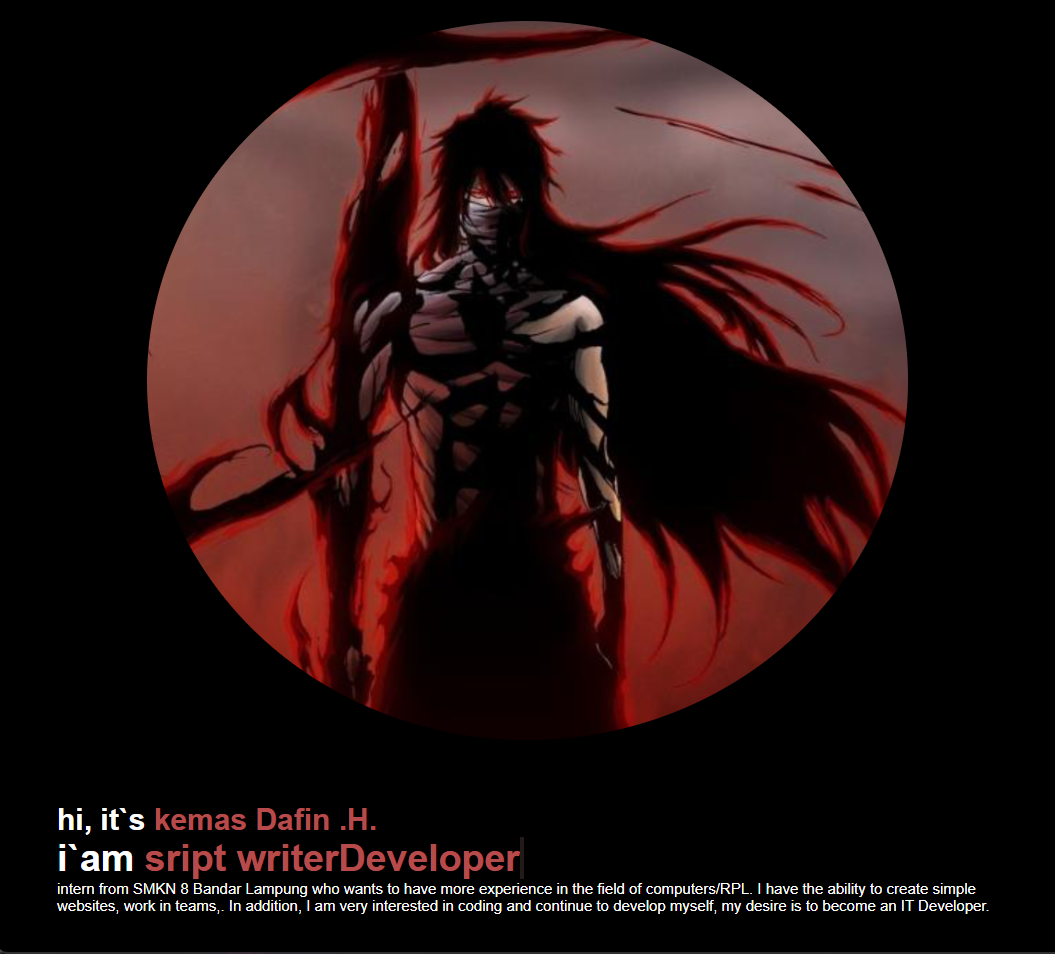 hi, it`s kemas Dafin .H.
i`am sript writerDeveloper
intern from SMKN 8 Bandar Lampung who wants to have more experience in the field of computers/RPL. I have the ability to create simple
websites, work in teams,. In addition, I am very interested in coding and continue to develop myself, my desire is to become an IT Developer.